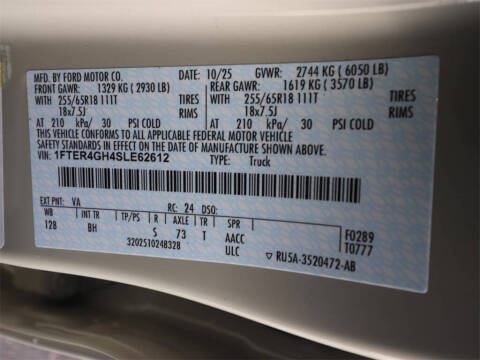 MFD. BY FORD MOTOR CO. DATE: 10/25 GVWR: 2744 KG ( 6050 LB)
FRONT GAWR: 1329 KG ( 2930 LB) REAR GAWR: 1619 KG ( 3570 LB)
WITH 255/65R18 111T TIRES WITH 255/65R18 111T TIRES
18x7.5J RIMS 18x7.5J RIMS
AT 210 kPa/ 30 PSI COLD AT 210 kPa/ 30 PSI COLD
THIS VEHICLE CONFORMS TO ALL APPLICABLE FEDERAL MOTOR VEHICLE
SAFETY STANDARDS IN EFFECT ON THE DATE OF MANUFACTURE SHOWN ABOVE.
VIN: 1FTER4GH4SLE62612 TYPE: Truck
EXT PNT: VA RC: 24 DSO:
WB INT TR TP/PS R AXLE TR SPR
128 BH S 73 T AACC F0289
3202510248328 ULC T0777
▽ RU5A-3520472-AB